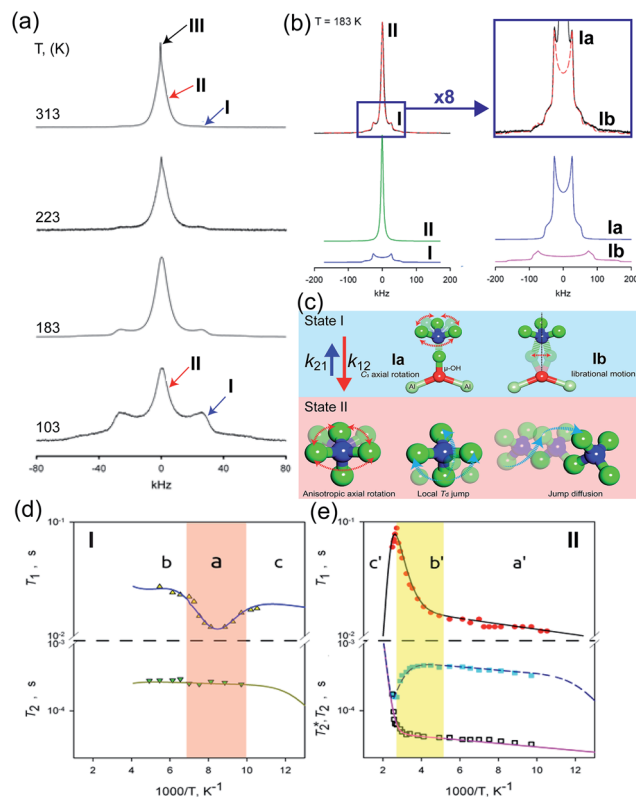 (a)
T, (K)
III
II
I
313
223
183
II
I
103
-80 -40 0 40 80
kHz
(b)
T = 183 K
II
I
x8
Ia
Ib
II
I
Ia
Ib
-200 -100 0 100 200
kHz
-200 -100 0 100 200
kHz
(c)
State I
k21 k12
Ia
C3 axial rotation
μ-OH
Al Al
Ib
librational motion
State II
Anisotropic axial rotation
Local Td jump
Jump diffusion
(d)
I
b a c
T1, s
10-1
10-2
10-3
T2, s
10-4
2 4 6 8 10 12
1000/T, K-1
(e)
II
c' b' a'
T1, s
10-1
10-2
10-3
T2*, T2, s
10-4
2 4 6 8 10 12
1000/T, K-1